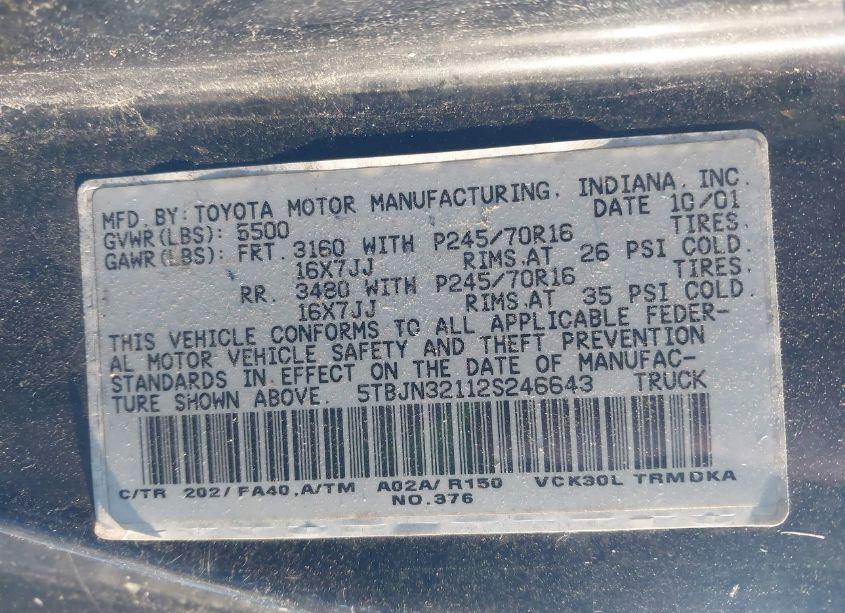 MFD. BY: TOYOTA MOTOR MANUFACTURING, INDIANA, INC.
GVWR(LBS): 5500 DATE 10/01
GAWR(LBS): FRT. 3160 WITH P245/70R16 TIRES.
16X7JJ RIMS.AT 26 PSI COLD.
RR. 3480 WITH P245/70R16 TIRES.
16X7JJ RIMS.AT 35 PSI COLD.
THIS VEHICLE CONFORMS TO ALL APPLICABLE FEDER-
AL MOTOR VEHICLE SAFETY AND THEFT PREVENTION
STANDARDS IN EFFECT ON THE DATE OF MANUFAC-
TURE SHOWN ABOVE. 5TBJN32112S246643 TRUCK
C/TR 202/ FA40,A/TM A02A/ R150 VCK30L TRMDKA
NO.376